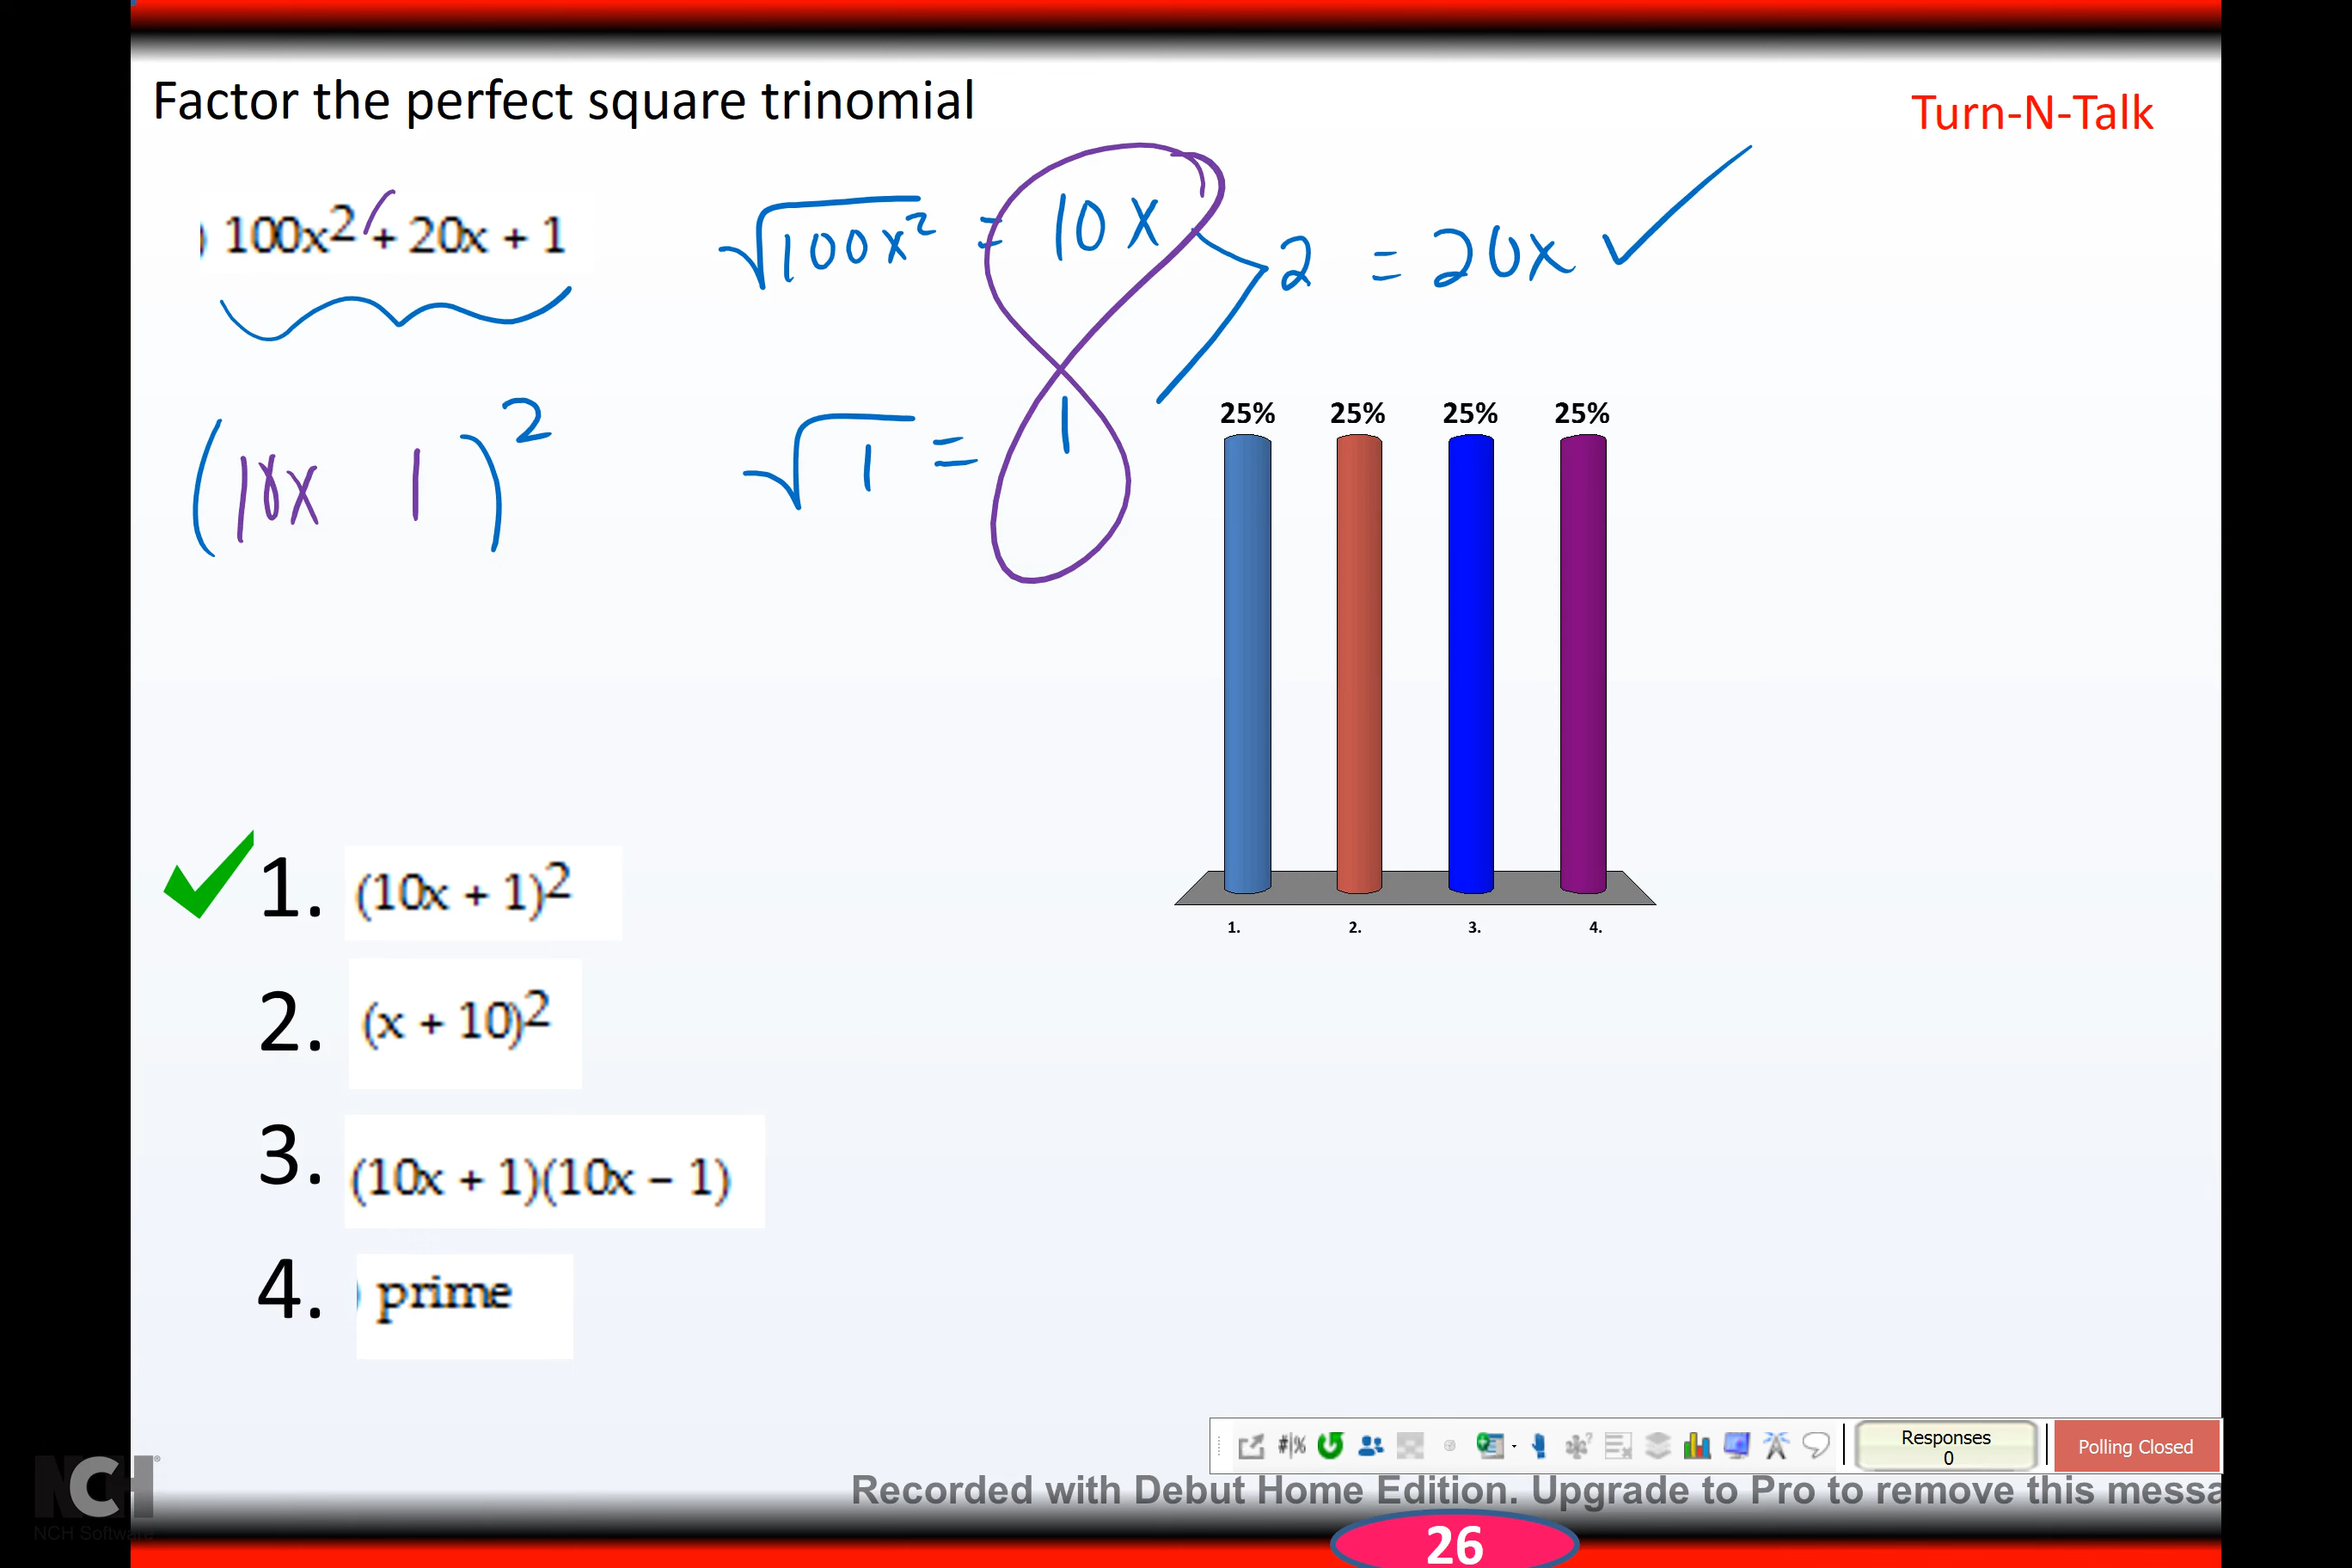 Factor the perfect square trinomial
Turn-N-Talk
) 100x² + 20x + 1
√100x² = 10x
2 = 20x ✓
(10x 1)²
√1 = 1
25% 25% 25% 25%
1. 2. 3. 4.
✓ 1. (10x + 1)²
2. (x + 10)²
3. (10x + 1)(10x − 1)
4. ) prime
#|% Responses
0
Polling Closed
Recorded with Debut Home Edition. Upgrade to Pro to remove this messa
NCH®
NCH Software
26